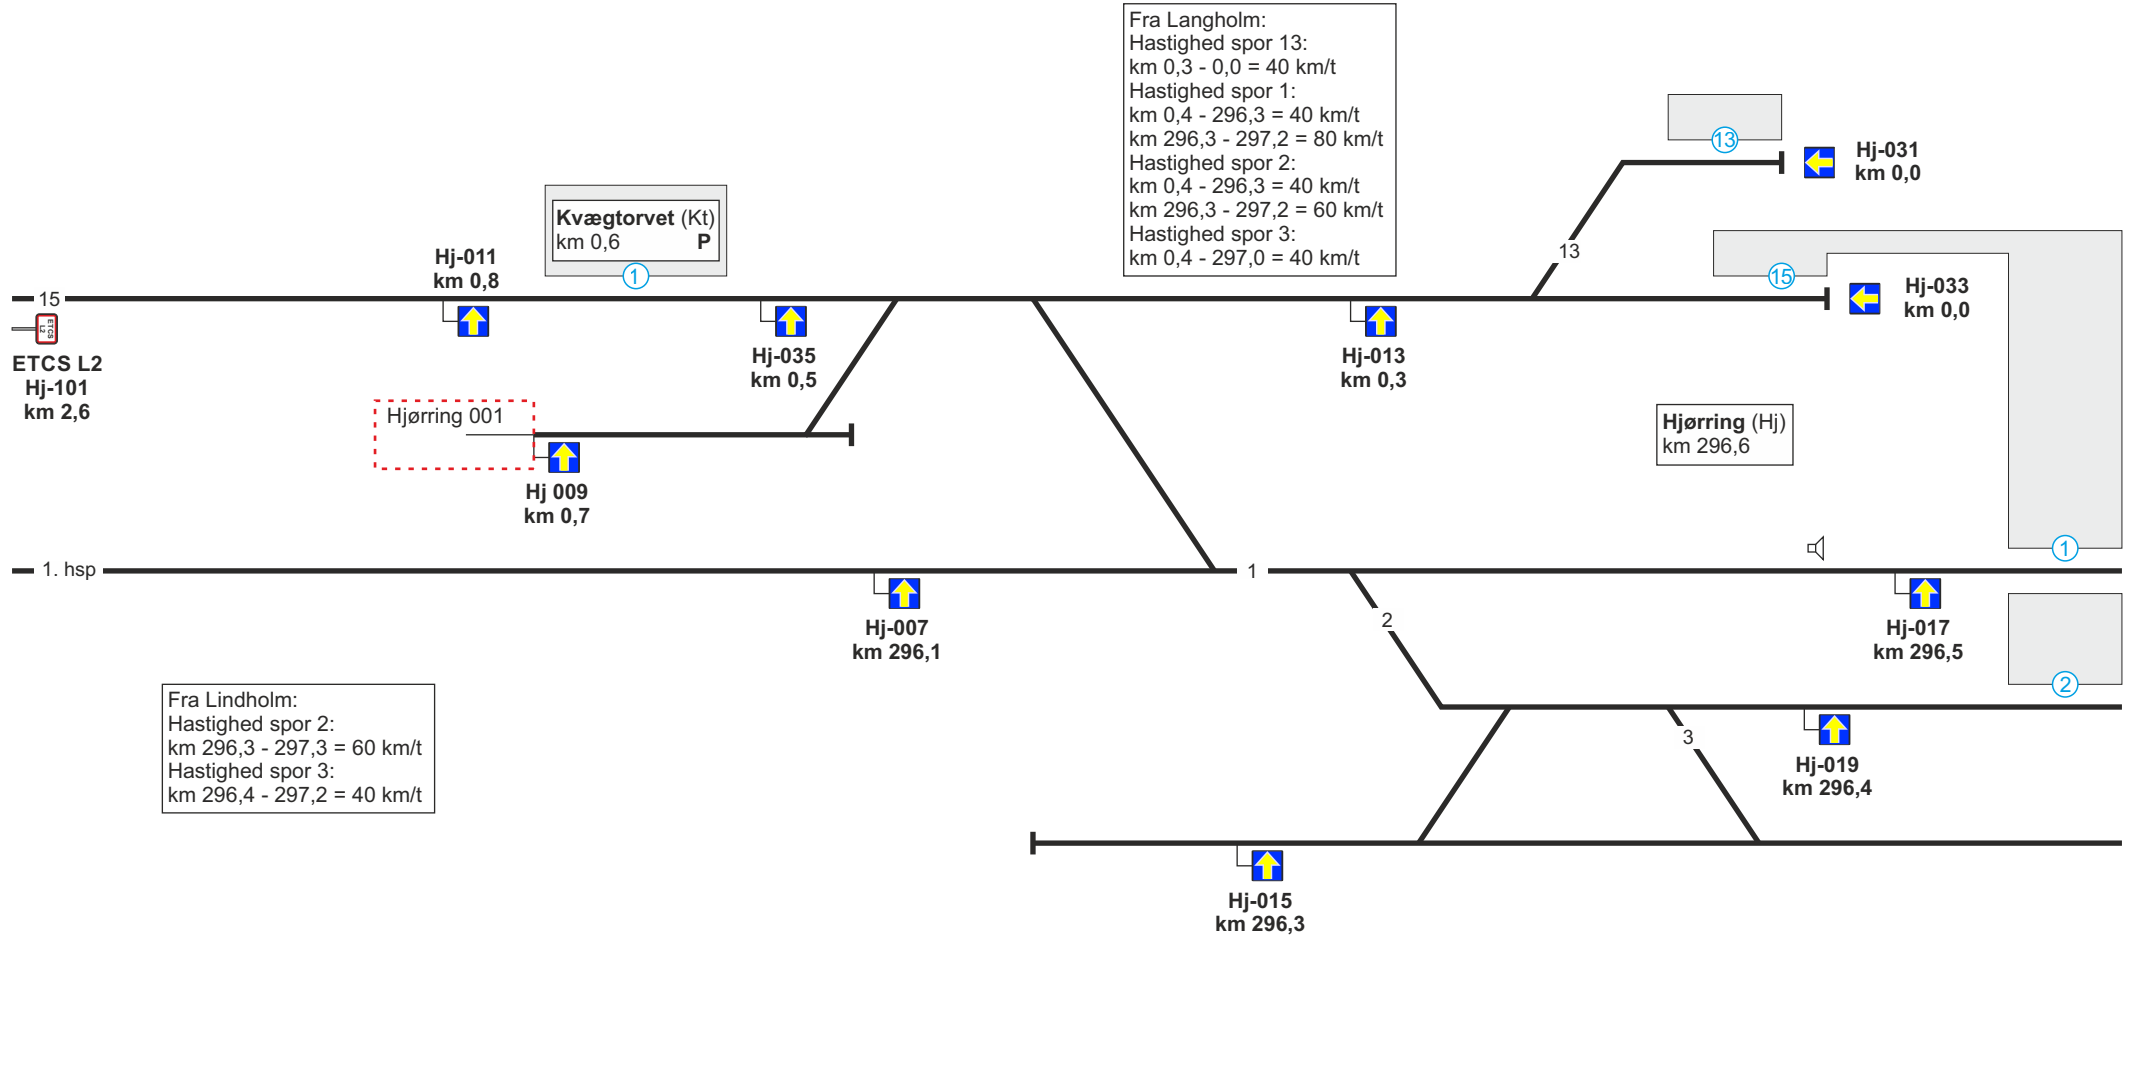 Fra Langholm:
Hastighed spor 13:
km 0,3 - 0,0 = 40 km/t
Hastighed spor 1:
km 0,4 - 296,3 = 40 km/t
km 296,3 - 297,2 = 80 km/t
Hastighed spor 2:
km 0,4 - 296,3 = 40 km/t
km 296,3 - 297,2 = 60 km/t
Hastighed spor 3:
km 0,4 - 297,0 = 40 km/t
13
Hj-031
km 0,0
13
15
Hj-033
km 0,0
Kvægtorvet (Kt)
km 0,6 P
1
Hj-011
km 0,8
15
ETCS L2
ETCS L2
Hj-101
km 2,6
Hj-035
km 0,5
Hj-013
km 0,3
Hjørring 001
Hj 009
km 0,7
Hjørring (Hj)
km 296,6
1
1. hsp
1
Hj-007
km 296,1
2
Hj-017
km 296,5
2
3
Hj-019
km 296,4
Fra Lindholm:
Hastighed spor 2:
km 296,3 - 297,3 = 60 km/t
Hastighed spor 3:
km 296,4 - 297,2 = 40 km/t
Hj-015
km 296,3